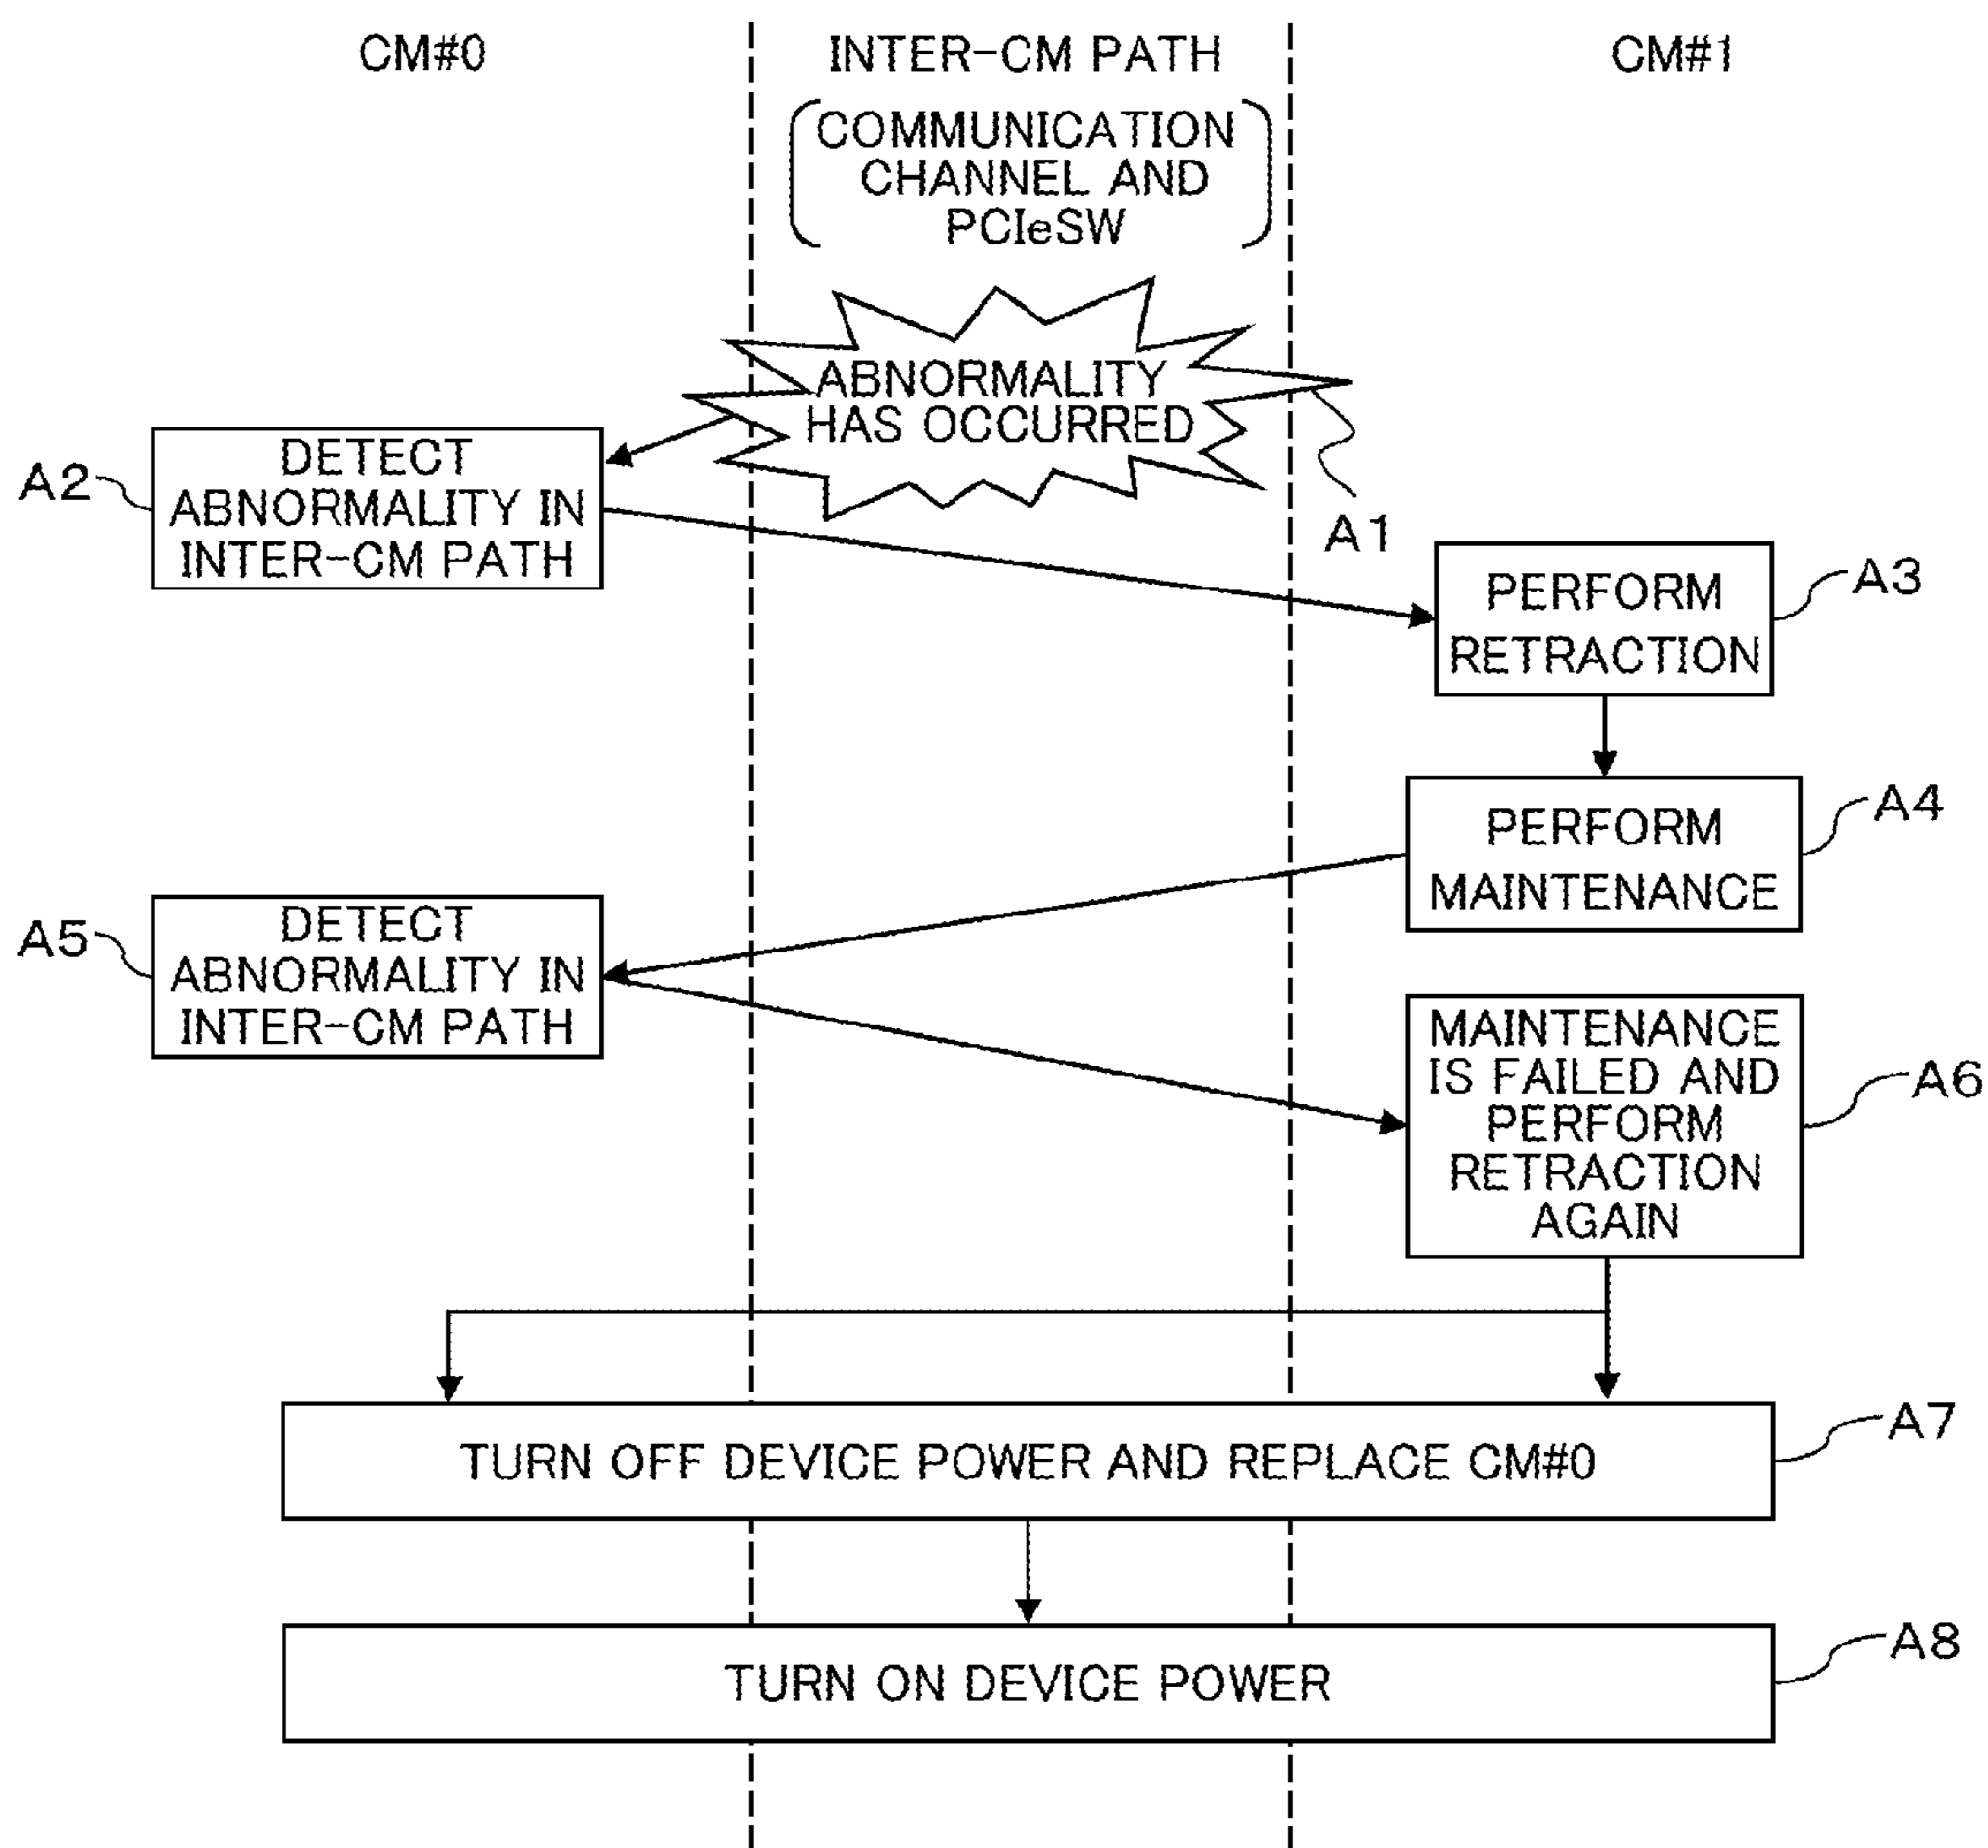 CM#0
INTER-CM PATH
CM#1
COMMUNICATION
CHANNEL AND
PCIeSW
ABNORMALITY
HAS OCCURRED
A1
A2
DETECT
ABNORMALITY IN
INTER-CM PATH
PERFORM
RETRACTION
A3
PERFORM
MAINTENANCE
A4
A5
DETECT
ABNORMALITY IN
INTER-CM PATH
MAINTENANCE
IS FAILED AND
PERFORM
RETRACTION
AGAIN
A6
TURN OFF DEVICE POWER AND REPLACE CM#0
A7
TURN ON DEVICE POWER
A8